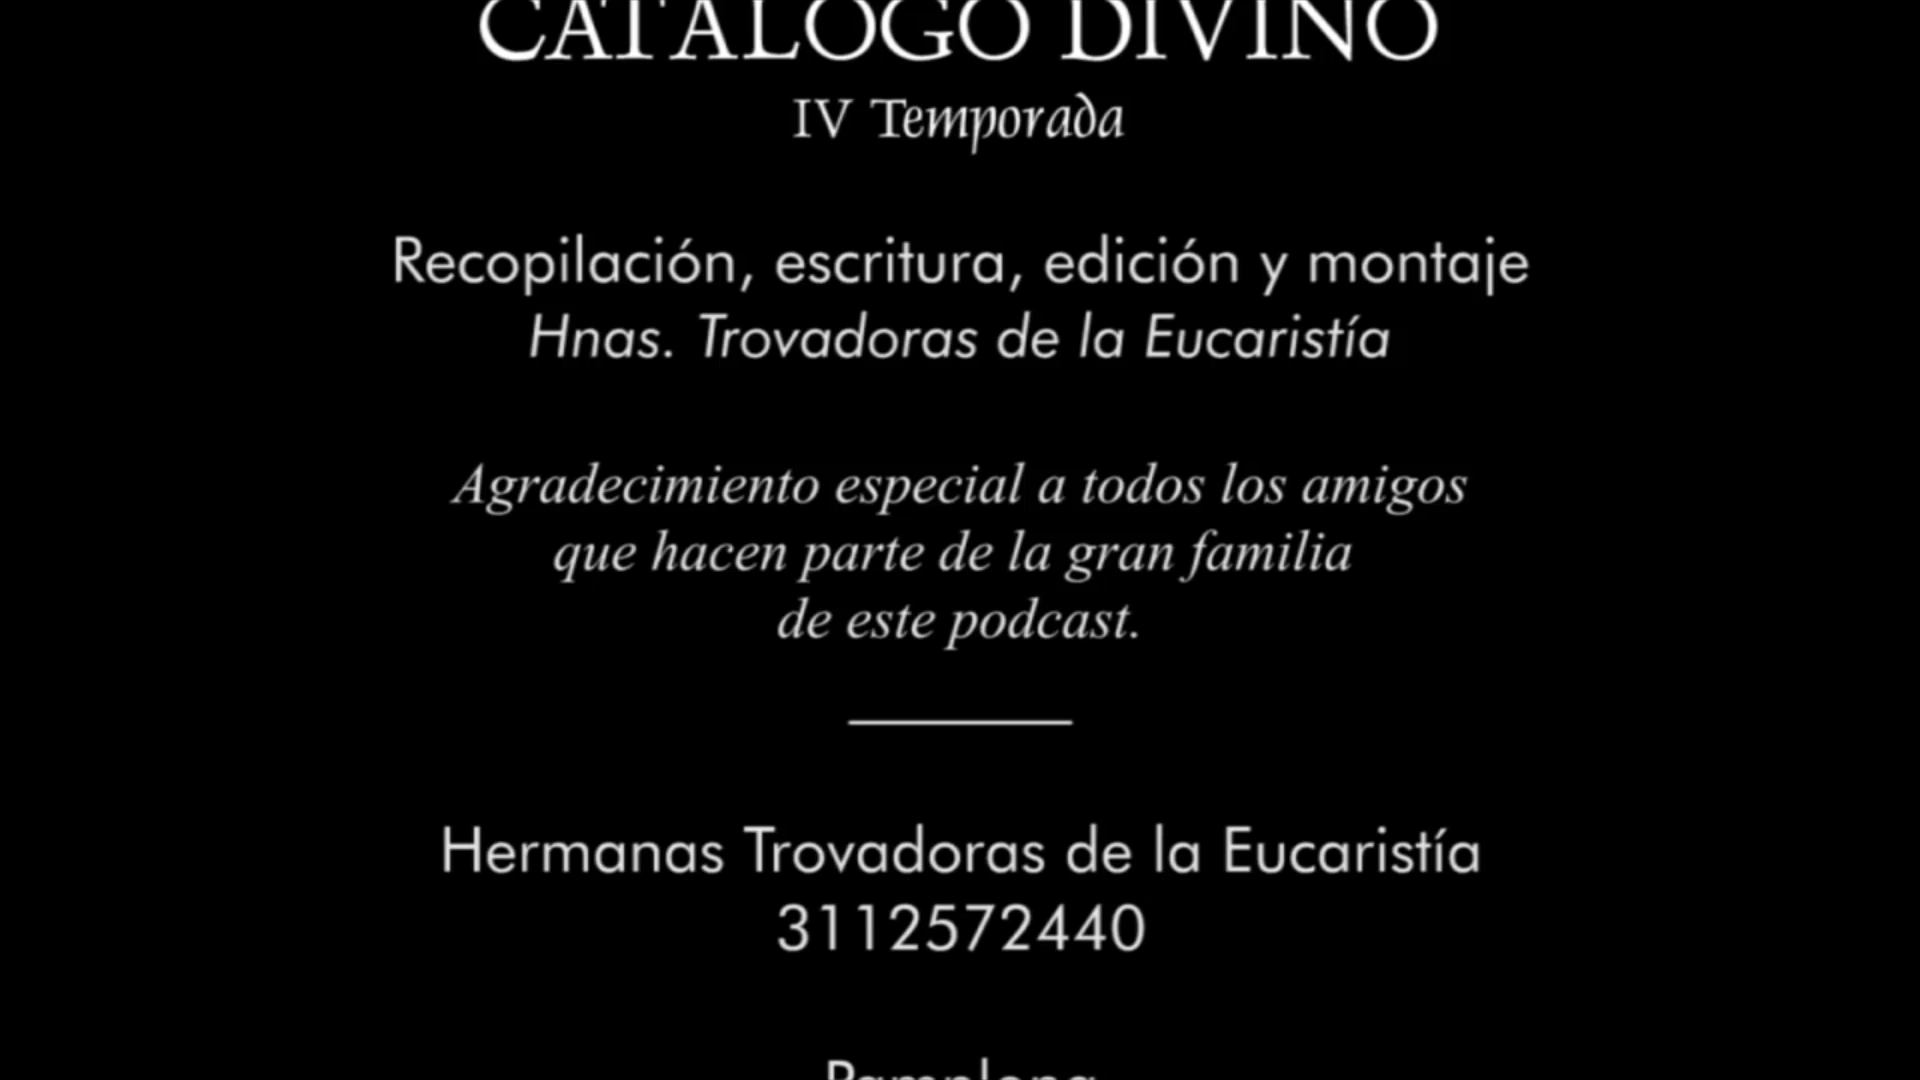 CATALOGO DIVINO
IV Temporada
Recopilación, escritura, edición y montaje
Hnas. Trovadoras de la Eucaristía
Agradecimiento especial a todos los amigos
que hacen parte de la gran familia
de este podcast.
Hermanas Trovadoras de la Eucaristía
3112572440
Pamplona